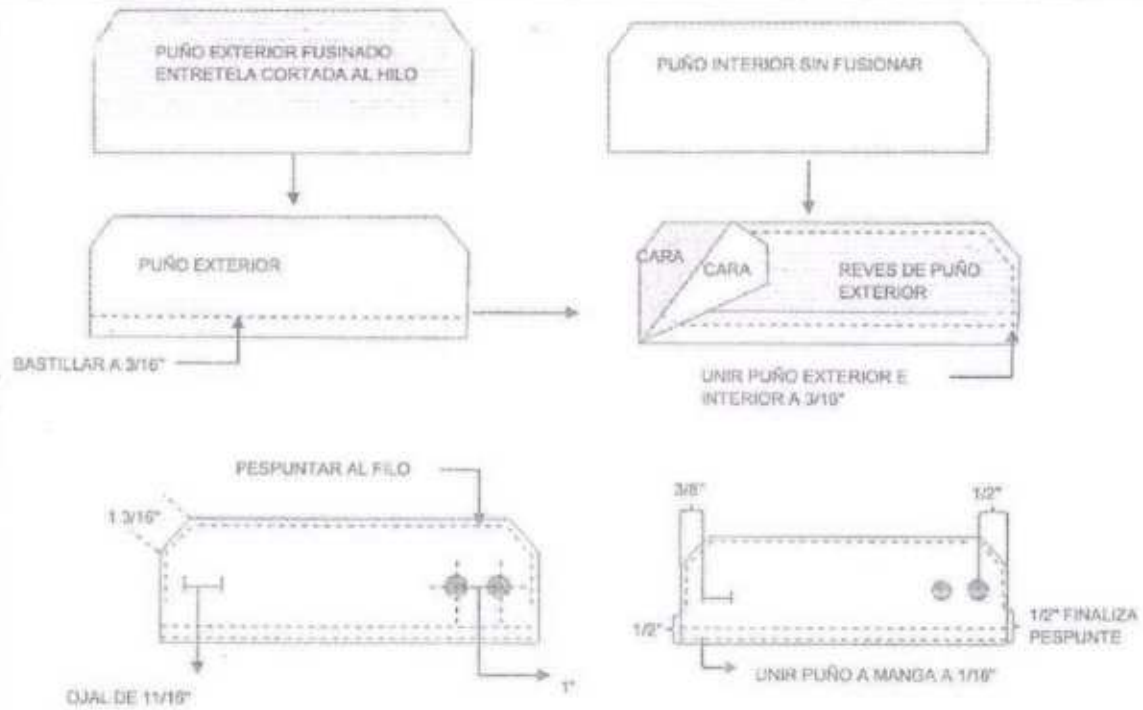 PUÑO EXTERIOR FUSINADO
ENTRETELA CORTADA AL HILO
PUÑO INTERIOR SIN FUSIONAR
PUÑO EXTERIOR
CARA
CARA
REVES DE PUÑO
EXTERIOR
BASTILLAR A 3/16"
UNIR PUÑO EXTERIOR E
INTERIOR A 3/16"
PESPUNTAR AL FILO
1 3/16"
OJAL DE 11/16"
1"
3/8"
1/2"
1/2"
1/2" FINALIZA
PESPUNTE
UNIR PUÑO A MANGA A 1/16"